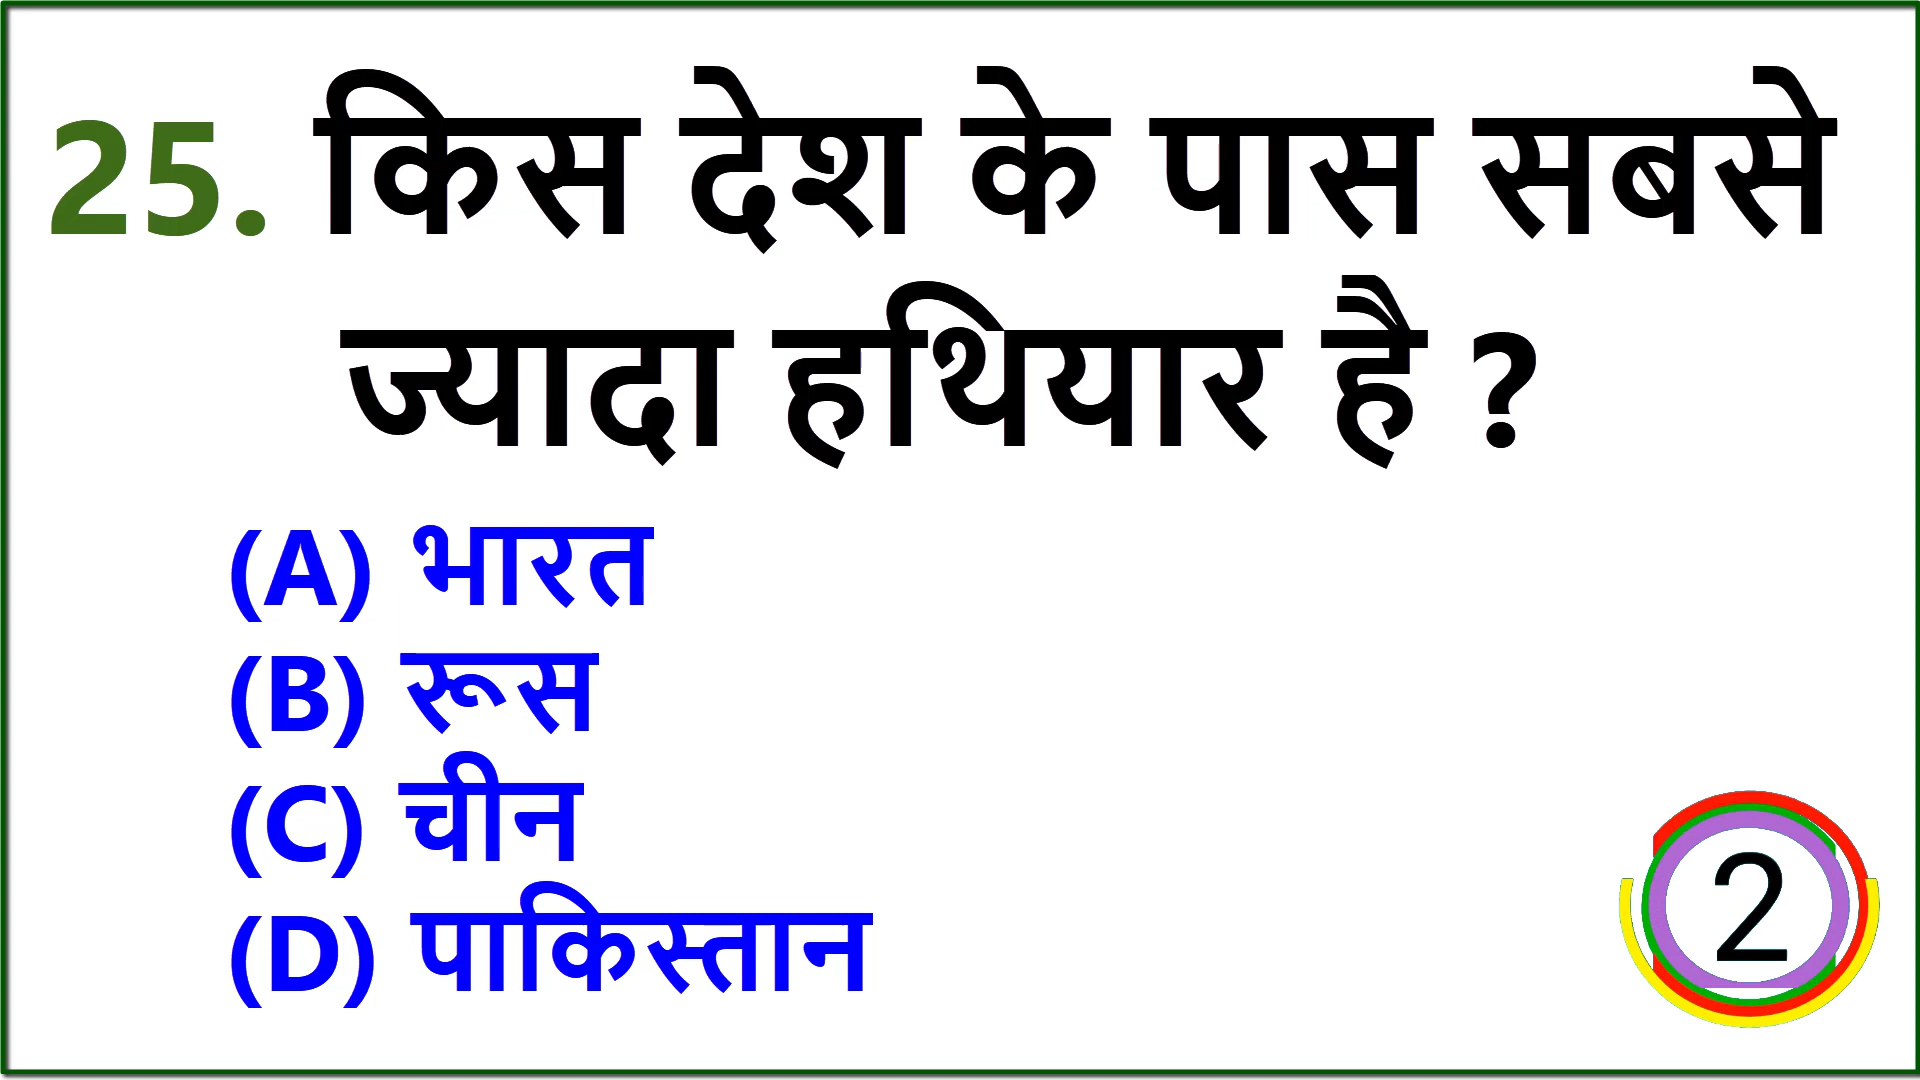 25. किस देश के पास सबसे
ज्यादा हथियार है ?
(A) भारत
(B) रूस
(C) चीन
(D) पाकिस्तान
2